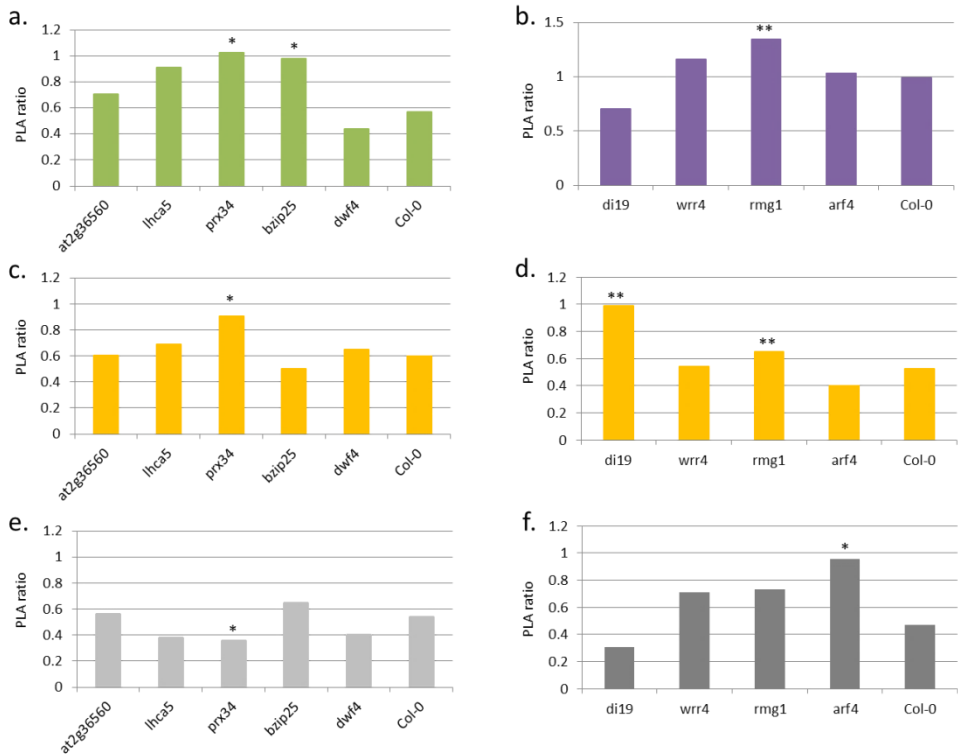 a.
PLA ratio
1.2
1
0.8
0.6
0.4
0.2
0
*
*
at2g36560
lhca5
prx34
bzip25
dwf4
Col-0
b.
PLA ratio
1.5
1
0.5
0
**
di19
wrr4
rmg1
arf4
Col-0
c.
PLA ratio
1.2
1
0.8
0.6
0.4
0.2
0
*
at2g36560
lhca5
prx34
bzip25
dwf4
Col-0
d.
PLA ratio
1.2
1
0.8
0.6
0.4
0.2
0
**
**
di19
wrr4
rmg1
arf4
Col-0
e.
PLA ratio
1.2
1
0.8
0.6
0.4
0.2
0
*
at2g36560
lhca5
prx34
bzip25
dwf4
Col-0
f.
PLA ratio
1.2
1
0.8
0.6
0.4
0.2
0
*
di19
wrr4
rmg1
arf4
Col-0